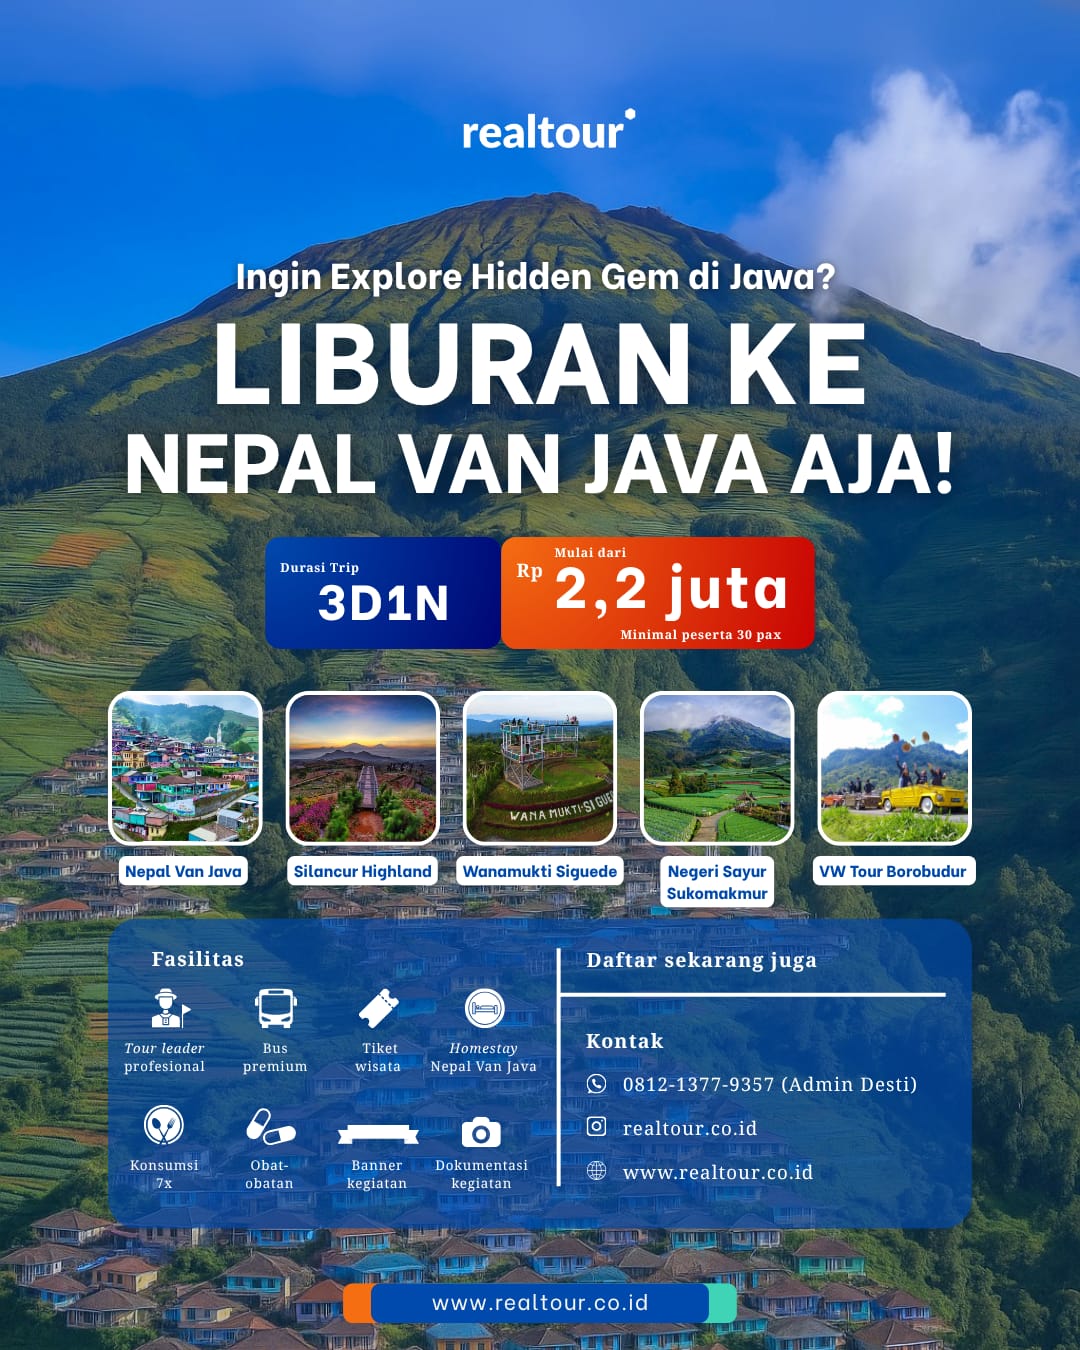 realtour
Ingin Explore Hidden Gem di Jawa?
LIBURAN KE
NEPAL VAN JAVA AJA!
Durasi Trip
3D1N
Mulai dari
Rp 2,2 juta
Minimal peserta 30 pax
WANA MUKTI-SIGUE
Nepal Van Java
Silancur Highland
Wanamukti Siguede
Negeri Sayur
Sukomakmur
VW Tour Borobudur
Fasilitas
Tour leader
profesional
Bus
premium
Tiket
wisata
Homestay
Nepal Van Java
Konsumsi
7x
Obat-
obatan
Banner
kegiatan
Dokumentasi
kegiatan
Daftar sekarang juga
Kontak
0812-1377-9357 (Admin Desti)
realtour.co.id
www.realtour.co.id
www.realtour.co.id